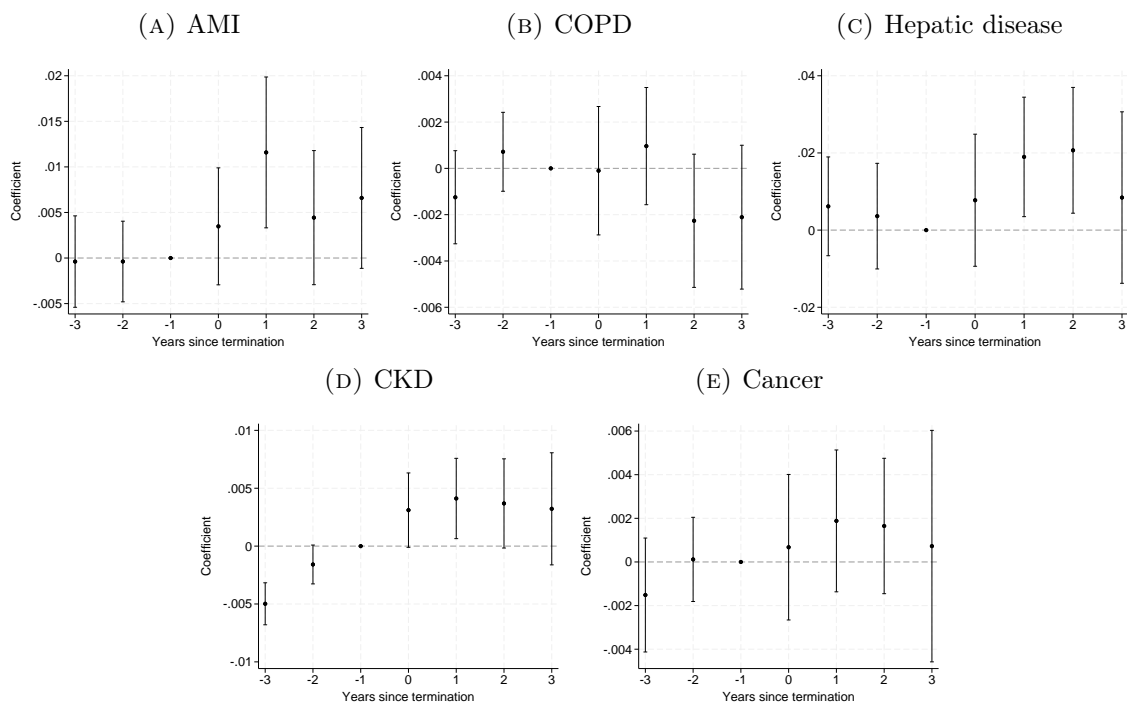 (A) AMI
(B) COPD
(C) Hepatic disease
.02
.015
.01
.005
0
-.005
Coefficient
-3 -2 -1 0 1 2 3
Years since termination
.004
.002
0
-.002
-.004
-.006
Coefficient
-3 -2 -1 0 1 2 3
Years since termination
.04
.02
0
-.02
Coefficient
-3 -2 -1 0 1 2 3
Years since termination
(D) CKD
(E) Cancer
.01
.005
0
-.005
-.01
Coefficient
-3 -2 -1 0 1 2 3
Years since termination
.006
.004
.002
0
-.002
-.004
Coefficient
-3 -2 -1 0 1 2 3
Years since termination